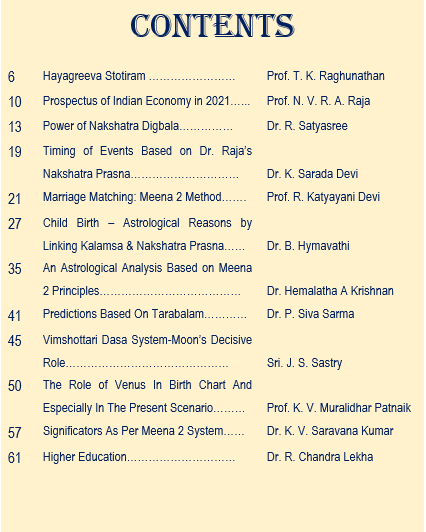 CONTENTS
6 Hayagreeva Stotiram …………………… Prof. T. K. Raghunathan
10 Prospectus of Indian Economy in 2021…... Prof. N. V. R. A. Raja
13 Power of Nakshatra Digbala…………… Dr. R. Satyasree
19 Timing of Events Based on Dr. Raja's
Nakshatra Prasna………………………… Dr. K. Sarada Devi
21 Marriage Matching: Meena 2 Method……. Prof. R. Katyayani Devi
27 Child Birth – Astrological Reasons by
Linking Kalamsa & Nakshatra Prasna…… Dr. B. Hymavathi
35 An Astrological Analysis Based on Meena
2 Principles………………………………… Dr. Hemalatha A Krishnan
41 Predictions Based On Tarabalam………… Dr. P. Siva Sarma
45 Vimshottari Dasa System-Moon's Decisive
Role……………………………………… Sri. J. S. Sastry
50 The Role of Venus In Birth Chart And
Especially In The Present Scenario……… Prof. K. V. Muralidhar Patnaik
57 Significators As Per Meena 2 System…… Dr. K. V. Saravana Kumar
61 Higher Education………………………… Dr. R. Chandra Lekha